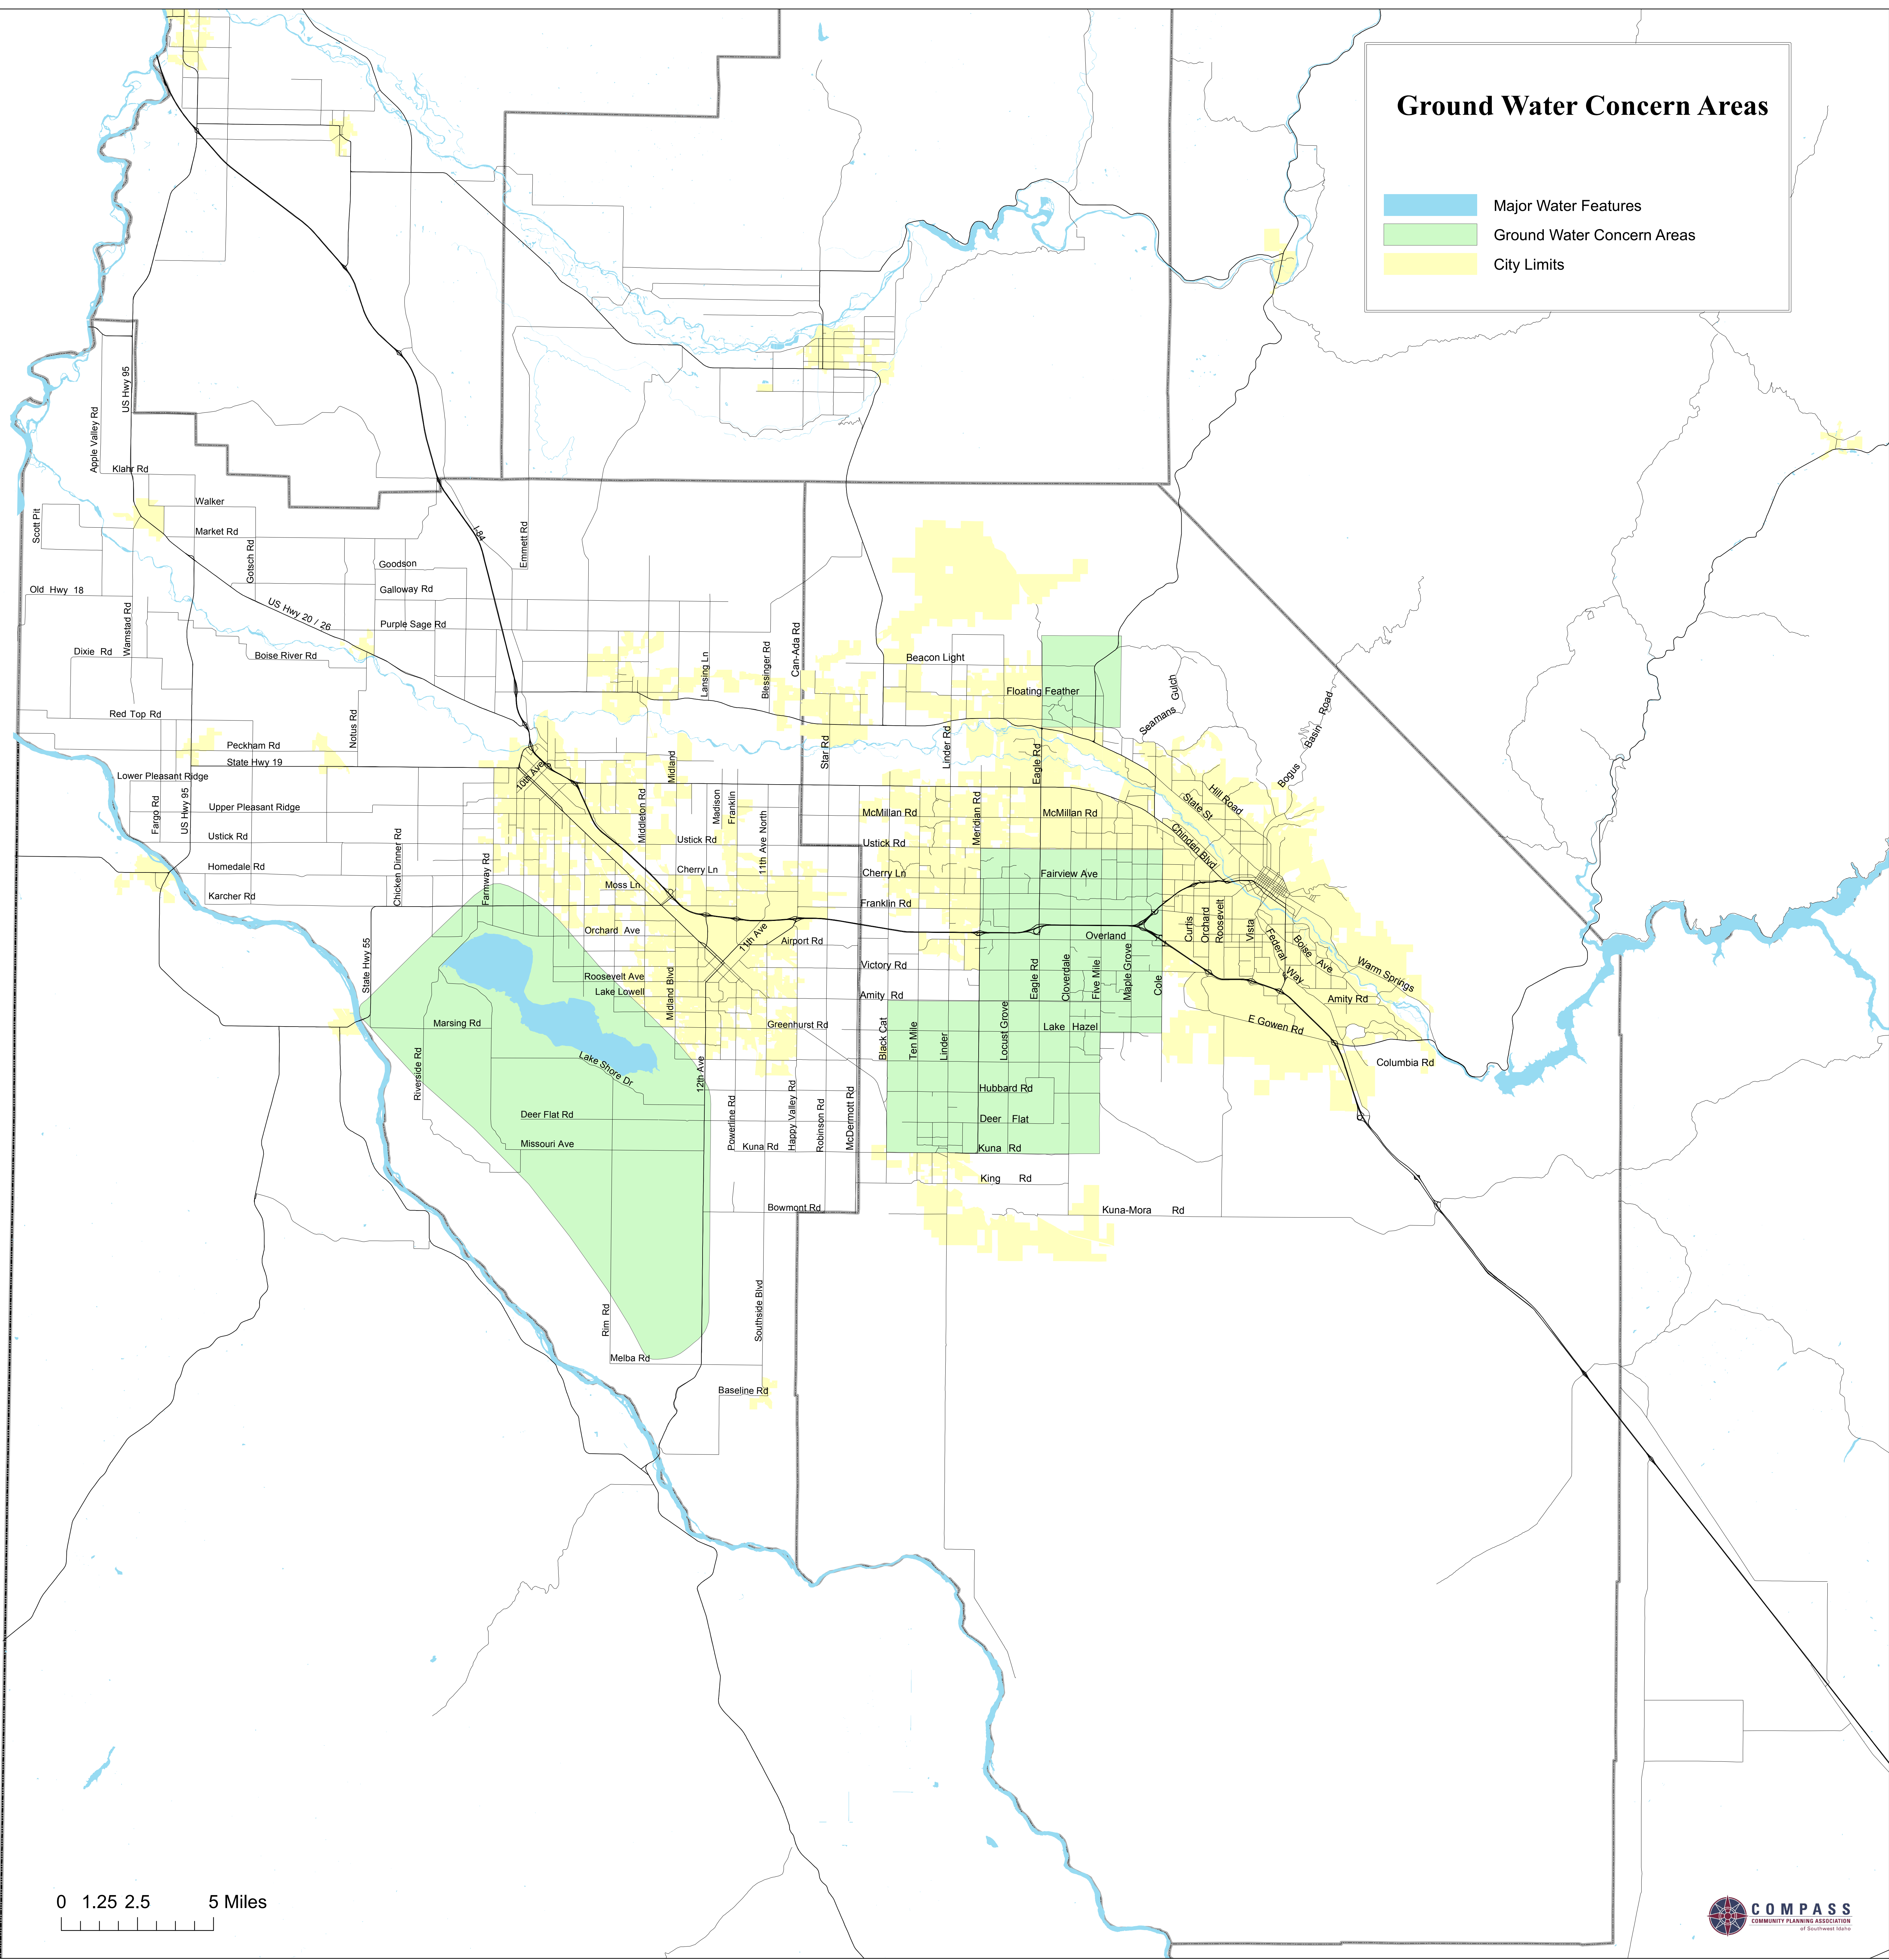 Ground Water Concern Areas
Major Water Features
Ground Water Concern Areas
City Limits
US Hwy 95
Apple Valley Rd
Klahr Rd
Walker
Scott Pit
Market Rd
I-84
Emmett Rd
Gotsch Rd
Goodson
Old Hwy 18
Galloway Rd
US Hwy 20 / 26
Purple Sage Rd
Wamstad Rd
Dixie Rd
Boise River Rd
Lansing Ln
Blessinger Rd
Can-Ada Rd
Beacon Light
Floating Feather
Seamans Gulch
Bogus Basin Road
Red Top Rd
Notus Rd
Peckham Rd
State Hwy 19
Star Rd
Linder Rd
Eagle Rd
Lower Pleasant Ridge
10th Ave
Midland
Fargo Rd
US Hwy 95
Upper Pleasant Ridge
Middleton Rd
Madison
Franklin
11th Ave North
McMillan Rd
Meridian Rd
McMillan Rd
State St
Hill Road
Chinden Blvd
Ustick Rd
Chicken Dinner Rd
Ustick Rd
Ustick Rd
Homedale Rd
Farmway Rd
Cherry Ln
Cherry Ln
Fairview Ave
Karcher Rd
Moss Ln
Franklin Rd
Curtis
Orchard
Roosevelt
Vista
Federal Way
Boise Ave
Warm Springs
State Hwy 55
Orchard Ave
11th Ave
Airport Rd
Overland
Roosevelt Ave
Victory Rd
Lake Lowell
Midland Blvd
Amity Rd
Eagle Rd
Cloverdale
Five Mile
Maple Grove
Cole
Amity Rd
Marsing Rd
Greenhurst Rd
Black Cat
Ten Mile
Linder
Locust Grove
Lake Hazel
E Gowen Rd
Columbia Rd
Riverside Rd
Lake Shore Dr
12th Ave
Hubbard Rd
Deer Flat Rd
Powerline Rd
Happy Valley Rd
Robinson Rd
McDermott Rd
Deer Flat
Missouri Ave
Kuna Rd
Kuna Rd
King Rd
Bowmont Rd
Kuna-Mora Rd
Rim Rd
Southside Blvd
Melba Rd
Baseline Rd
0 1.25 2.5 5 Miles
COMPASS
COMMUNITY PLANNING ASSOCIATION
of Southwest Idaho